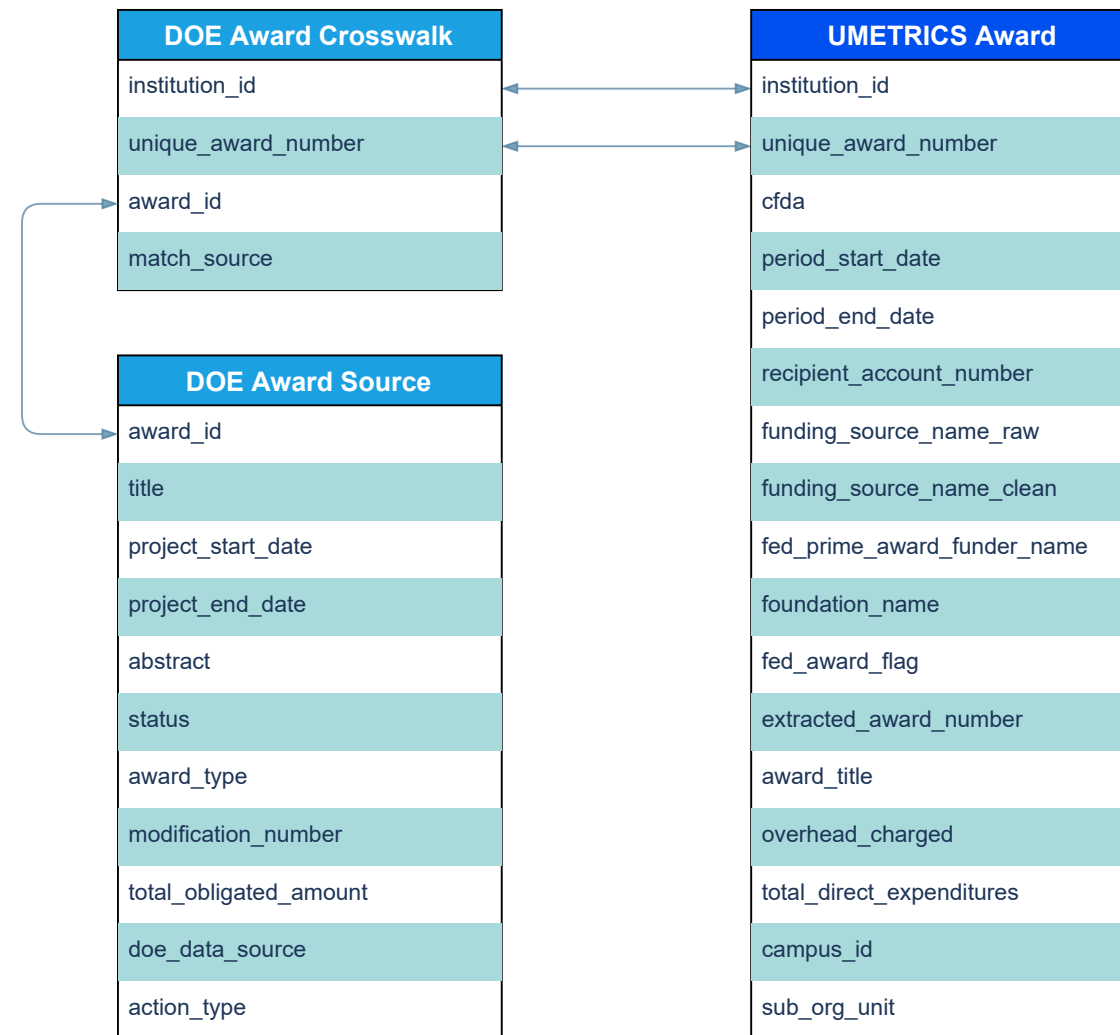 DOE Award Crosswalk
institution_id
unique_award_number
award_id
match_source
DOE Award Source
award_id
title
project_start_date
project_end_date
abstract
status
award_type
modification_number
total_obligated_amount
doe_data_source
action_type
UMETRICS Award
institution_id
unique_award_number
cfda
period_start_date
period_end_date
recipient_account_number
funding_source_name_raw
funding_source_name_clean
fed_prime_award_funder_name
foundation_name
fed_award_flag
extracted_award_number
award_title
overhead_charged
total_direct_expenditures
campus_id
sub_org_unit